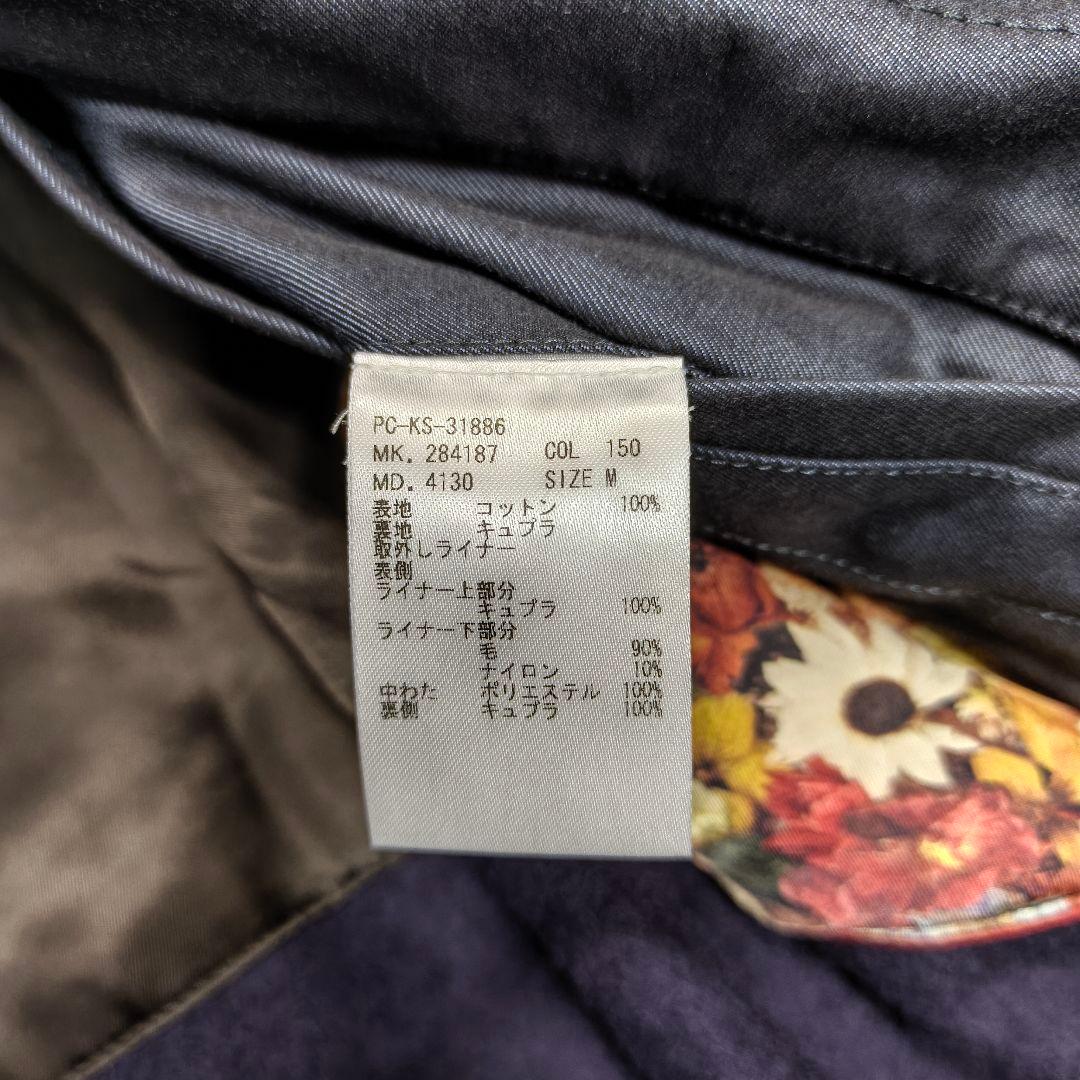 PC-KS-31886
MK. 284187 COL 150
MD. 4130 SIZE M
表地 コットン 100%
裏地 キュプラ
取外しライナー
表側
ライナー上部分
キュプラ 100%
ライナー下部分
毛 90%
ナイロン 10%
中わた ポリエステル 100%
裏側 キュプラ 100%